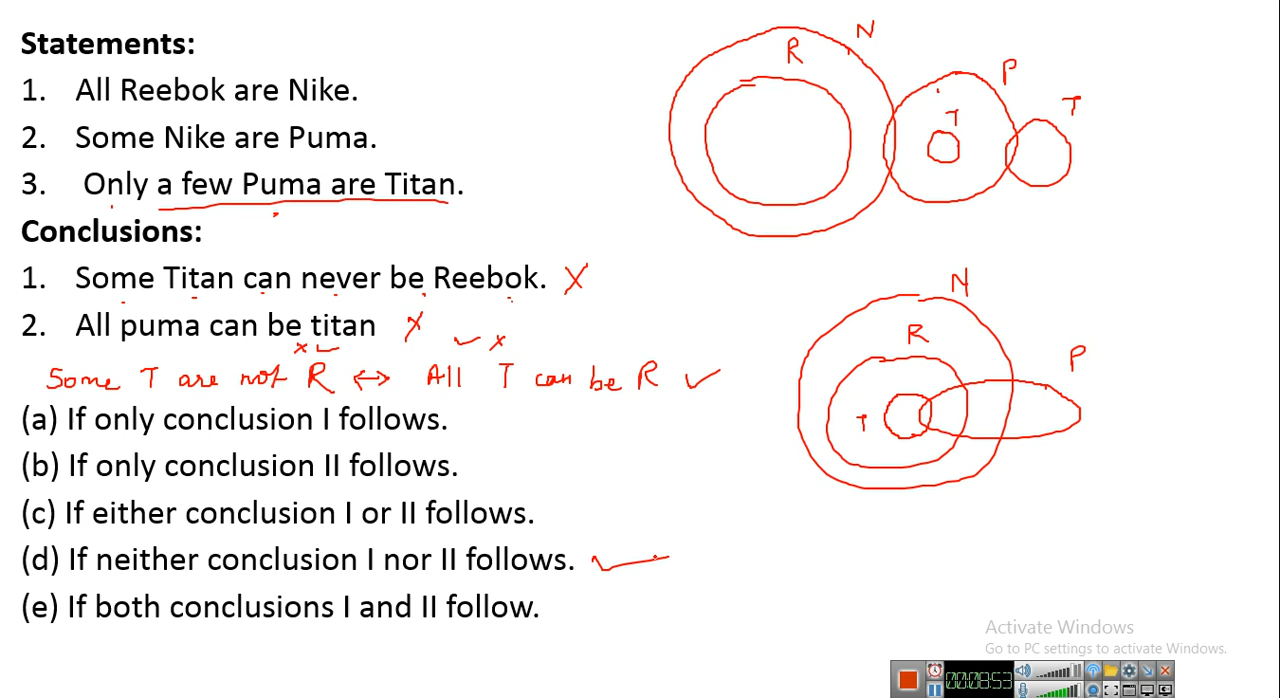 Statements:
1. All Reebok are Nike.
2. Some Nike are Puma.
3. Only a few Puma are Titan.
Conclusions:
1. Some Titan can never be Reebok. X
2. All puma can be titan X
Some T are not R ↔ All T can be R ✓
(a) If only conclusion I follows.
(b) If only conclusion II follows.
(c) If either conclusion I or II follows.
(d) If neither conclusion I nor II follows. ✓
(e) If both conclusions I and II follow.
R N P T T
N R P T
Activate Windows
Go to PC settings to activate Windows.
00:08:53